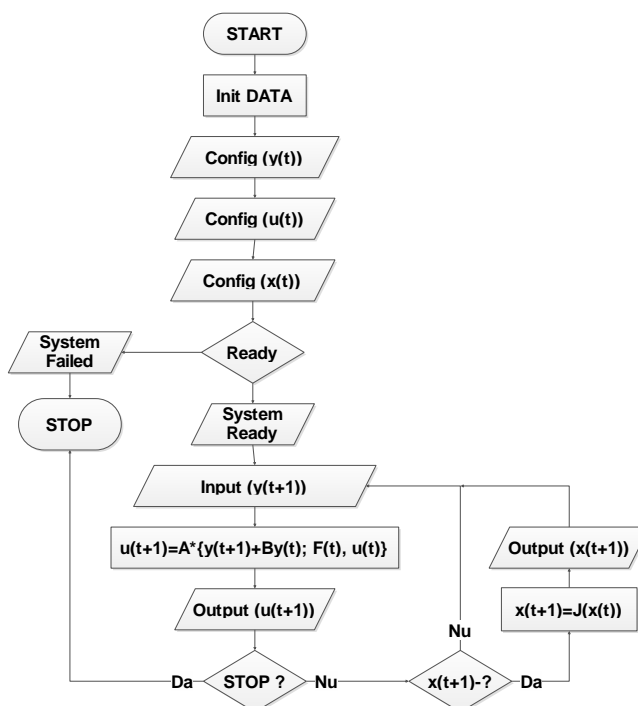 START
Init DATA
Config (y(t))
Config (u(t))
Config (x(t))
Ready
System
Failed
STOP
System
Ready
Input (y(t+1))
u(t+1)=A*{y(t+1)+By(t); F(t), u(t)}
Output (u(t+1))
STOP ?
Da
Nu
x(t+1)-?
Nu
Da
x(t+1)=J(x(t))
Output (x(t+1))